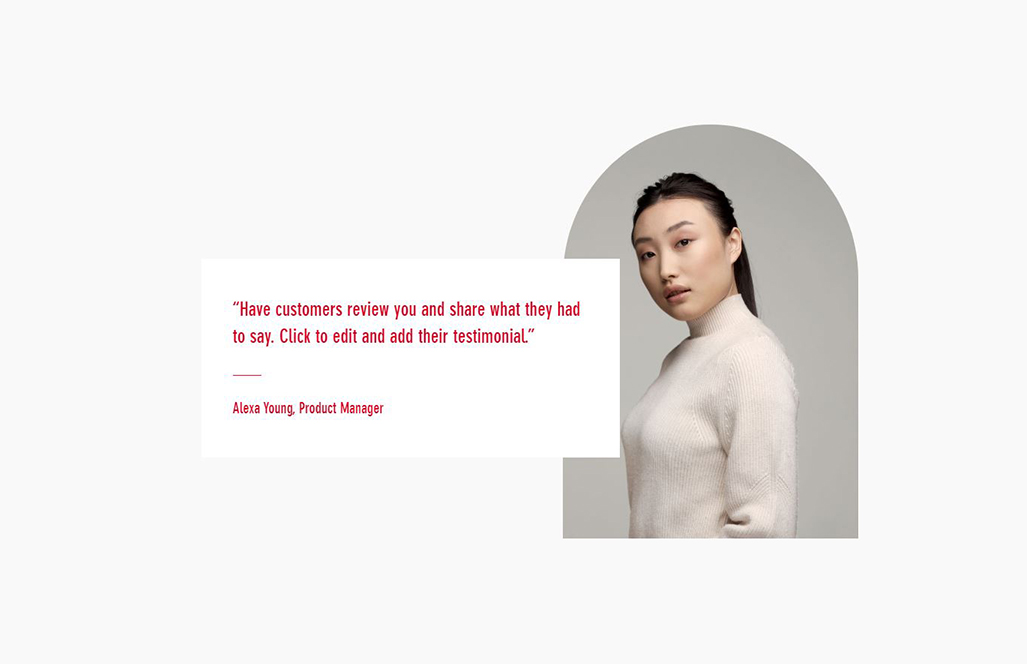 “Have customers review you and share what they had
to say. Click to edit and add their testimonial.”
Alexa Young, Product Manager